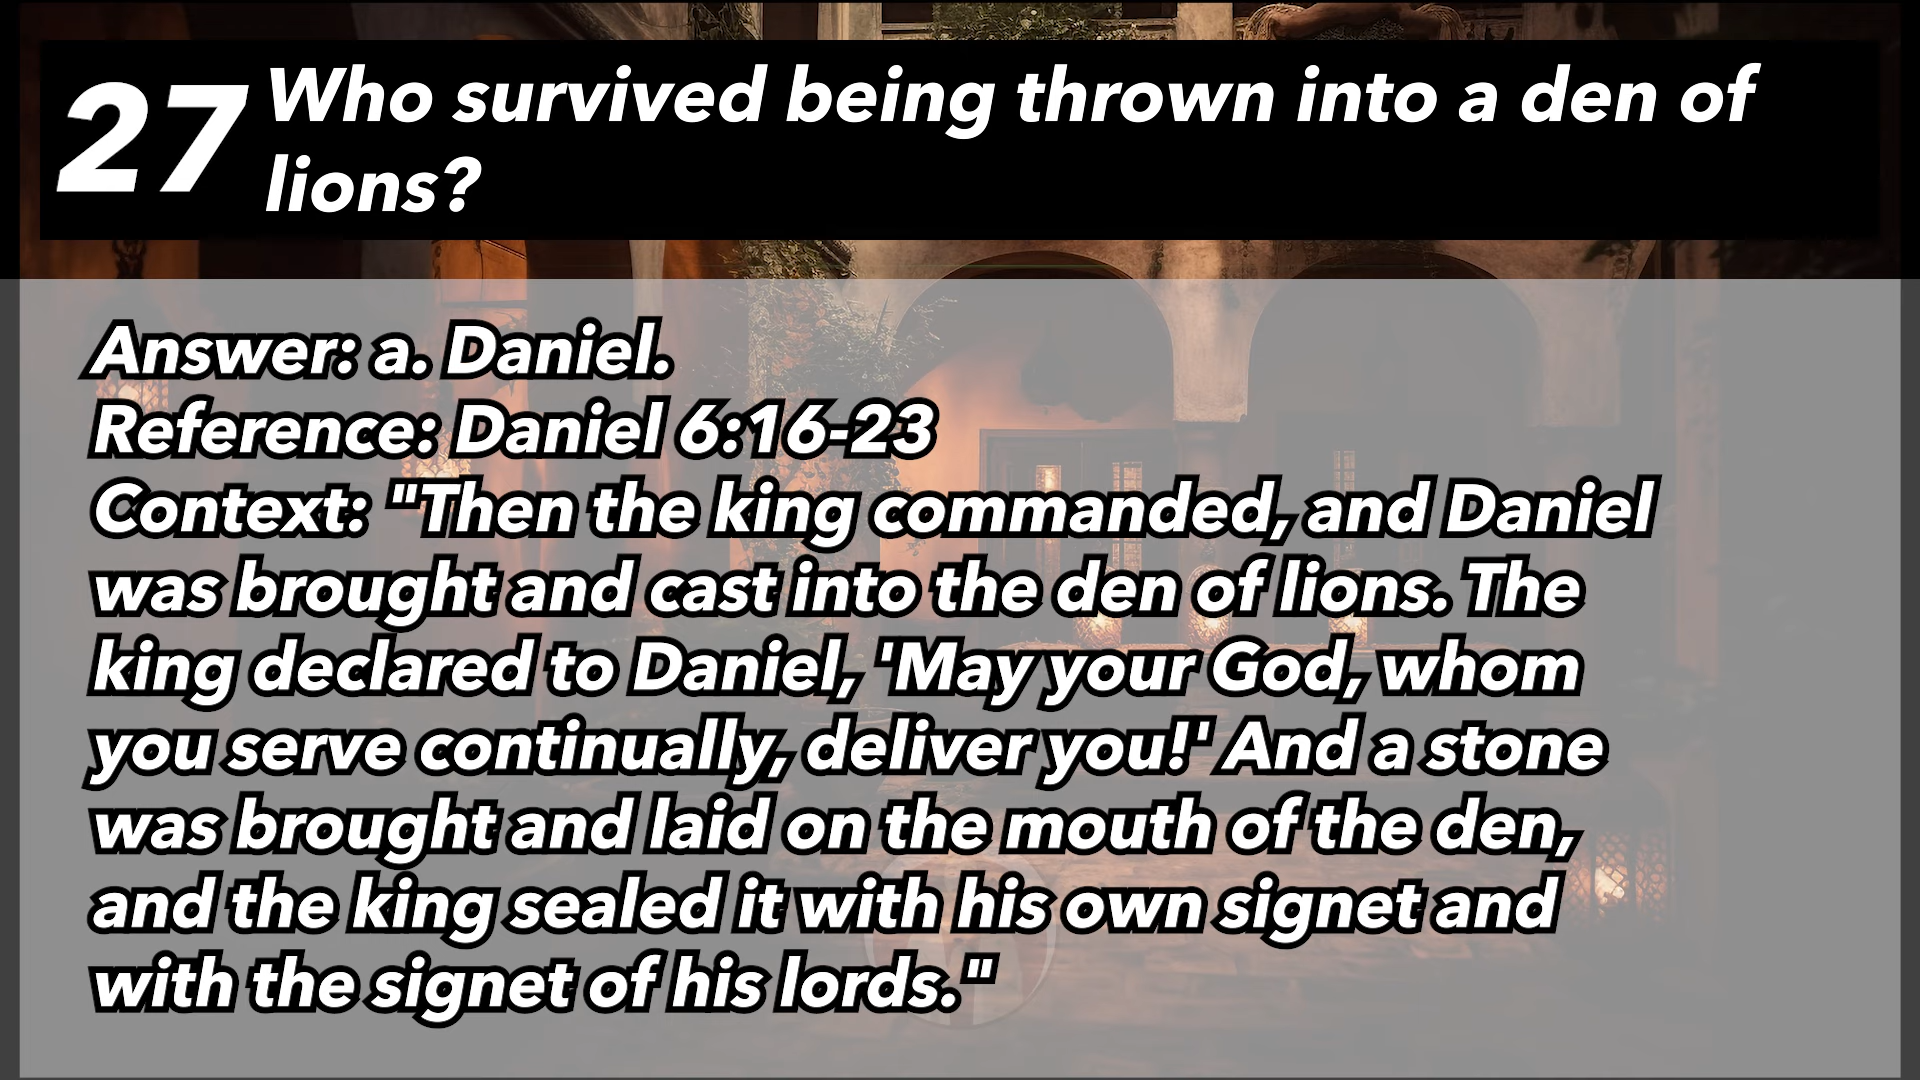 27
Who survived being thrown into a den of
lions?
Answer: a. Daniel.
Reference: Daniel 6:16-23
Context: "Then the king commanded, and Daniel
was brought and cast into the den of lions. The
king declared to Daniel, 'May your God, whom
you serve continually, deliver you!' And a stone
was brought and laid on the mouth of the den,
and the king sealed it with his own signet and
with the signet of his lords."